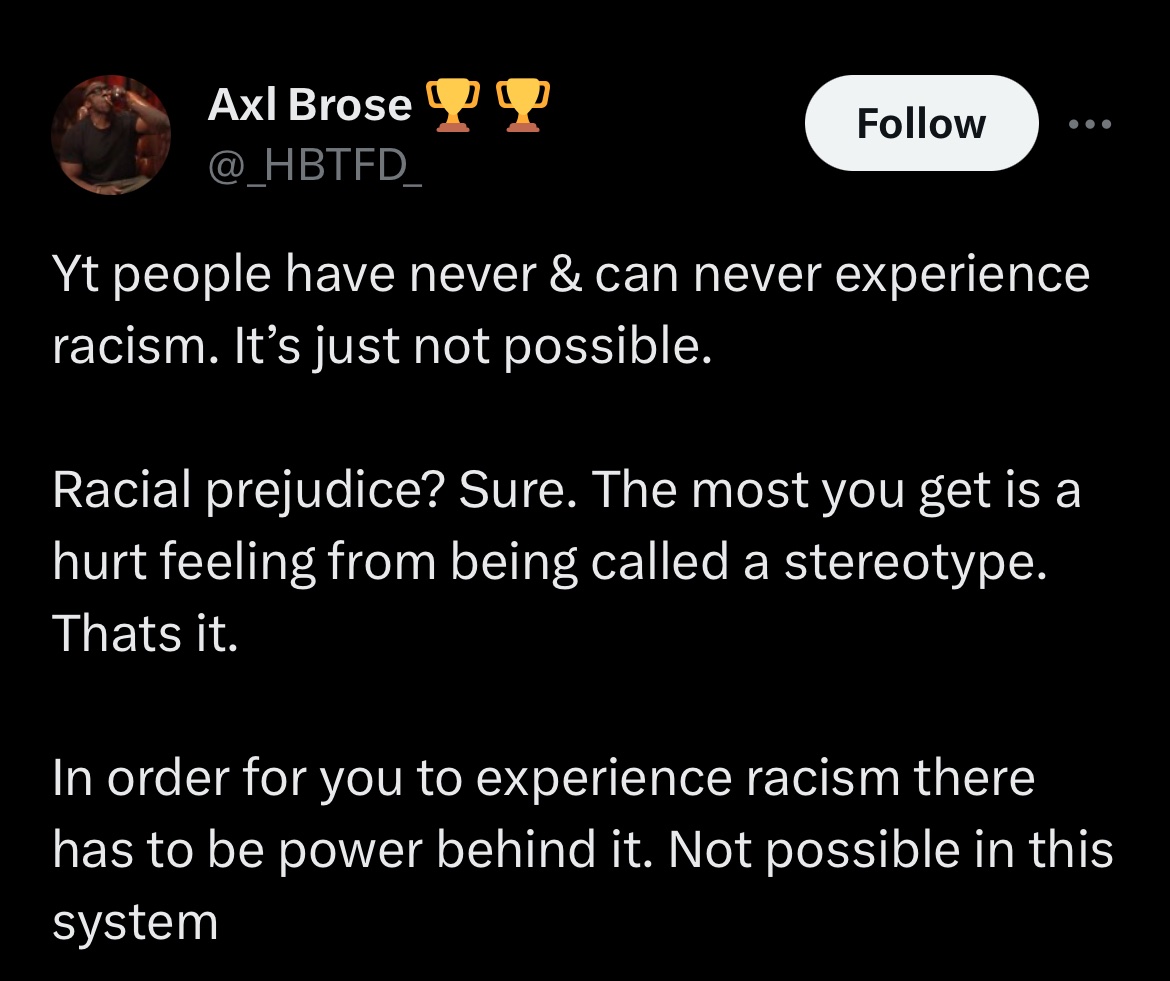 Axl Brose 🏆 🏆
@_HBTFD_
Follow
Yt people have never & can never experience
racism. It’s just not possible.
Racial prejudice? Sure. The most you get is a
hurt feeling from being called a stereotype.
Thats it.
In order for you to experience racism there
has to be power behind it. Not possible in this
system